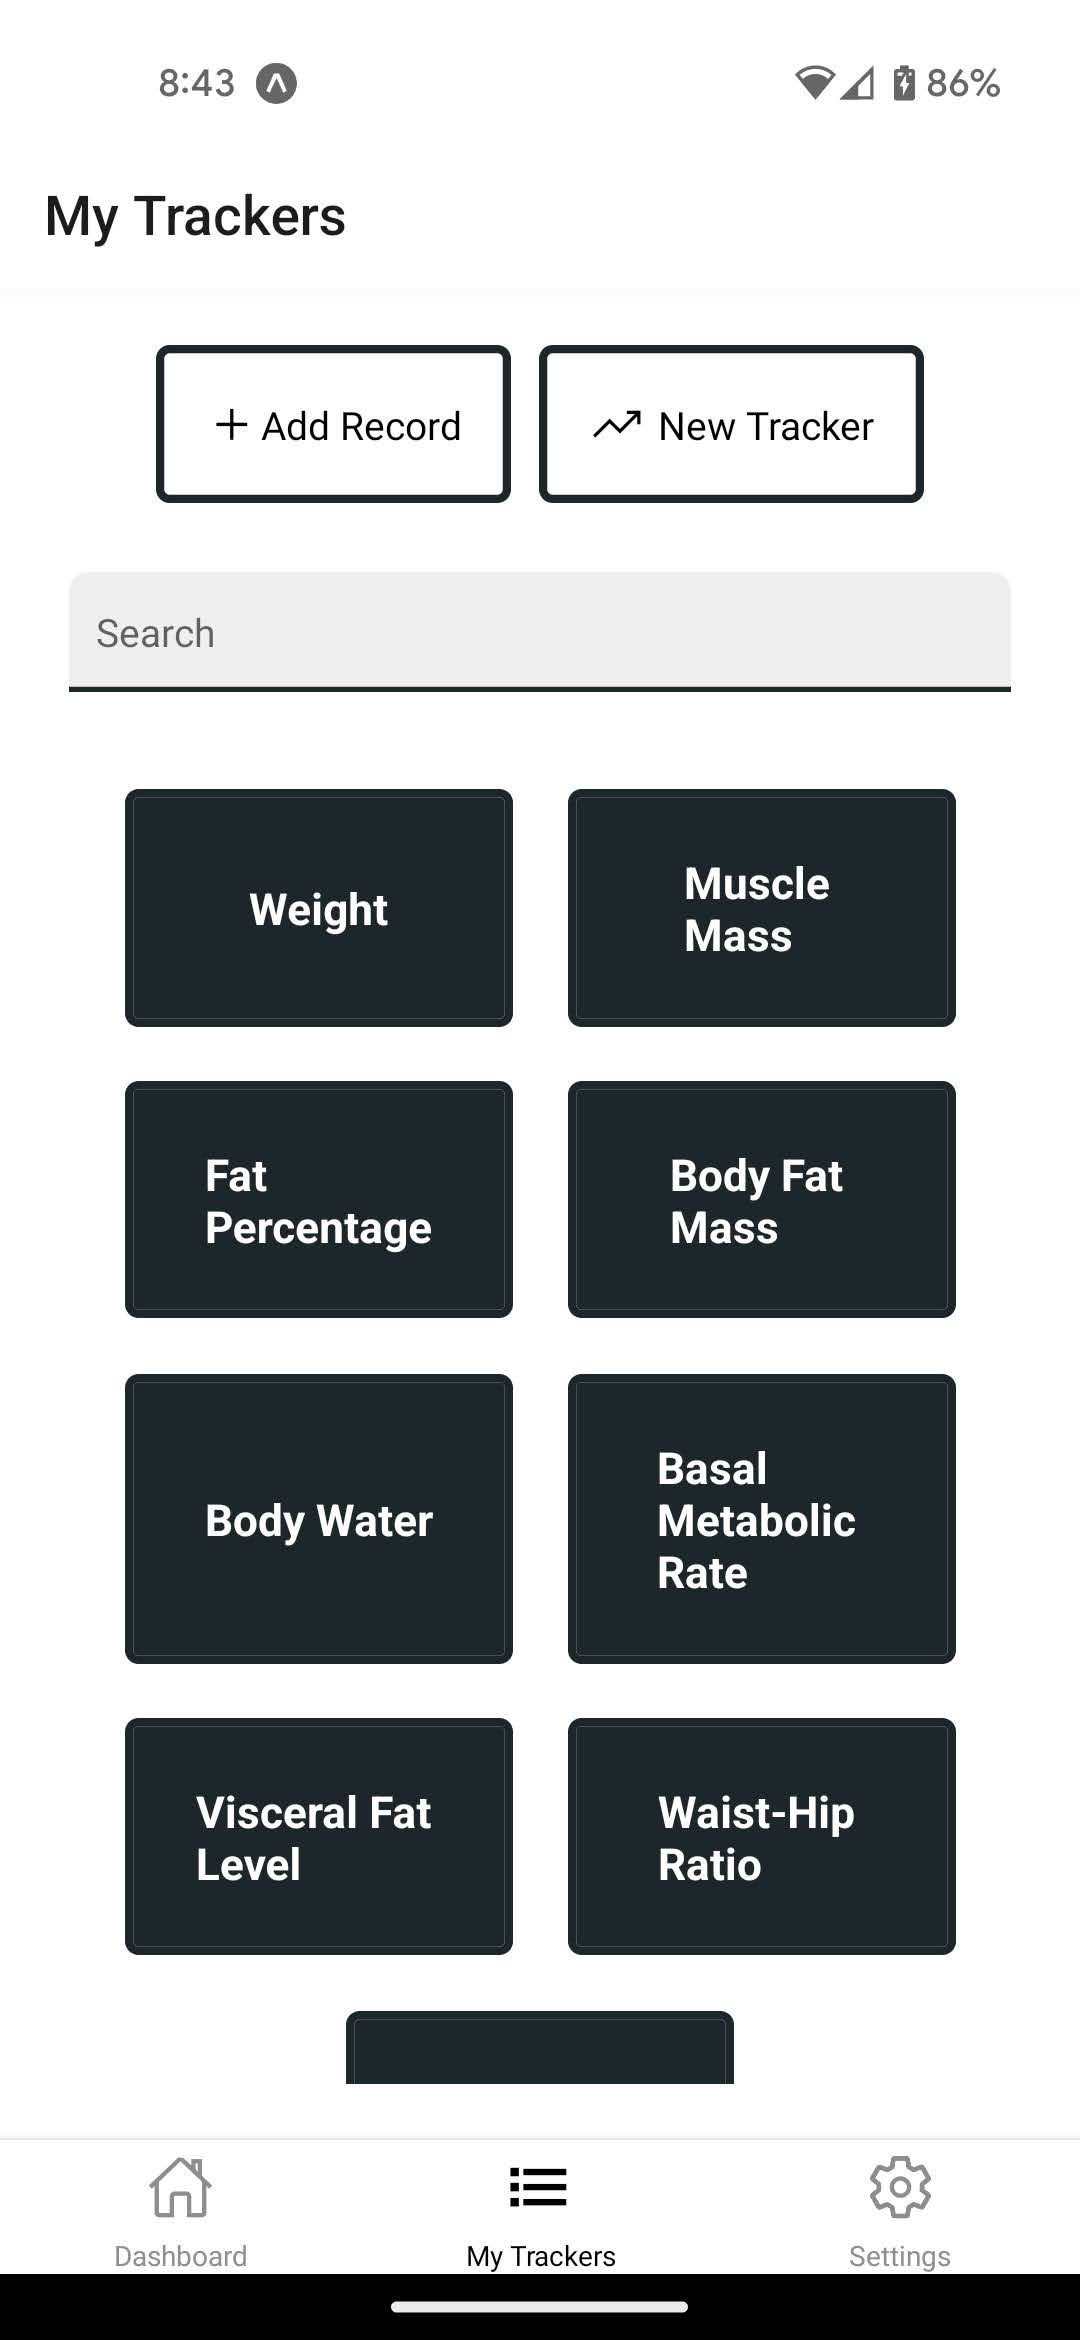 8:43 86%
My Trackers
+ Add Record
New Tracker
Search
Weight
Muscle
Mass
Fat
Percentage
Body Fat
Mass
Body Water
Basal
Metabolic
Rate
Visceral Fat
Level
Waist-Hip
Ratio
Dashboard
My Trackers
Settings